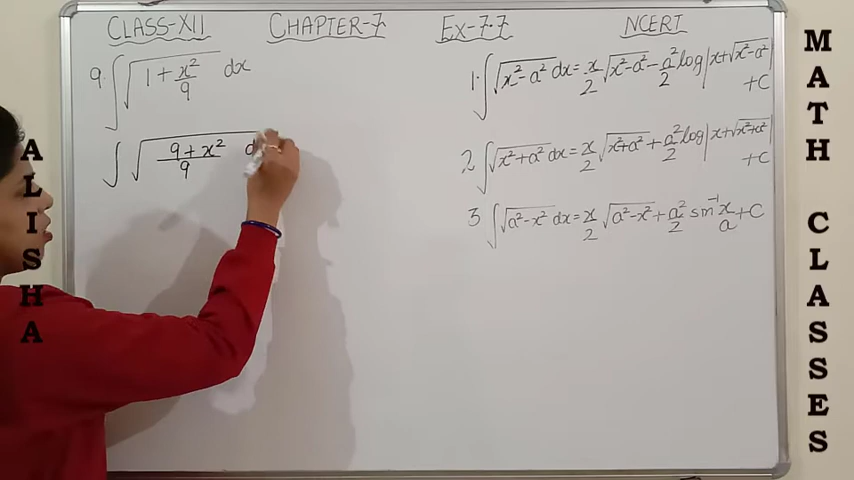 CLASS-XII CHAPTER-7 Ex-7.7 NCERT
9. ∫√(1 + x²/9) dx
∫√((9 + x²)/9) d
1. ∫√(x²-a²) dx = x/2 √(x²-a²) - a²/2 log|x+√(x²-a²)| + C
2 ∫√(x²+a²) dx = x/2 √(x²+a²) + a²/2 log|x+√(x²+a²)| + C
3 ∫√(a²-x²) dx = x/2 √(a²-x²) + a²/2 sin⁻¹ x/a + C
ALISHA
MATH CLASSES